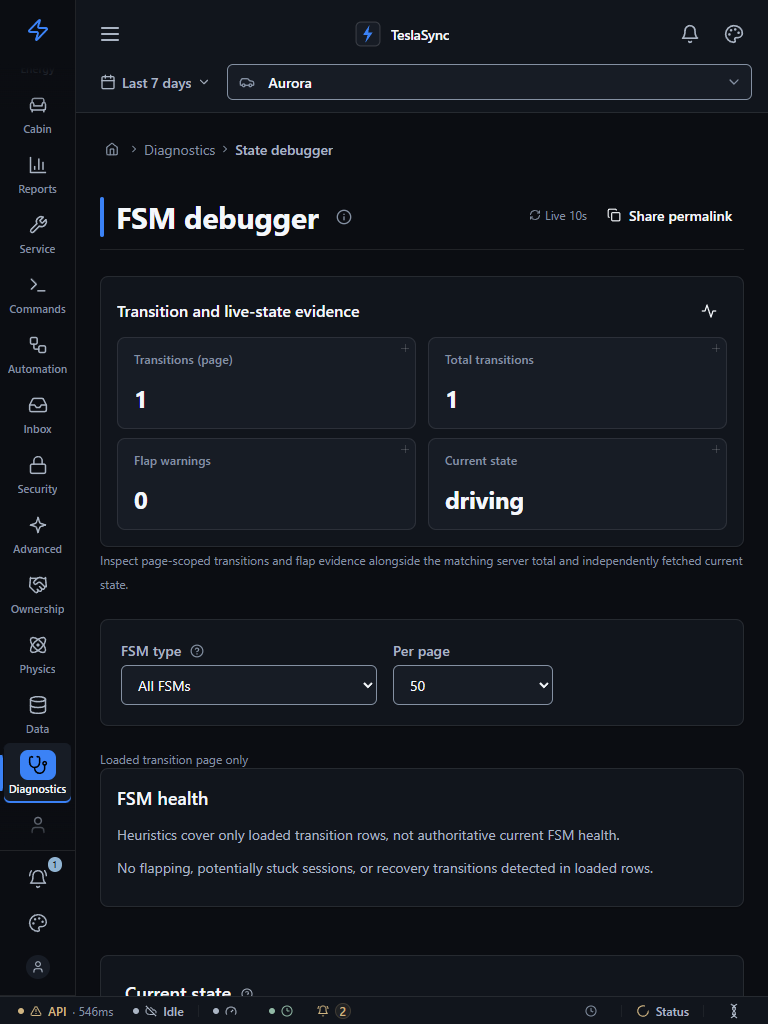 TeslaSync
Last 7 days
Aurora
Energy
Cabin
Reports
Service
Commands
Automation
Inbox
Security
Advanced
Ownership
Physics
Data
Diagnostics
1
Diagnostics
State debugger
FSM debugger
Live 10s
Share permalink
Transition and live-state evidence
Transitions (page)
1
Total transitions
1
Flap warnings
0
Current state
driving
Inspect page-scoped transitions and flap evidence alongside the matching server total and independently fetched current
state.
FSM type
All FSMs
Per page
50
Loaded transition page only
FSM health
Heuristics cover only loaded transition rows, not authoritative current FSM health.
No flapping, potentially stuck sessions, or recovery transitions detected in loaded rows.
Current state
API · 546ms
Idle
2
Status